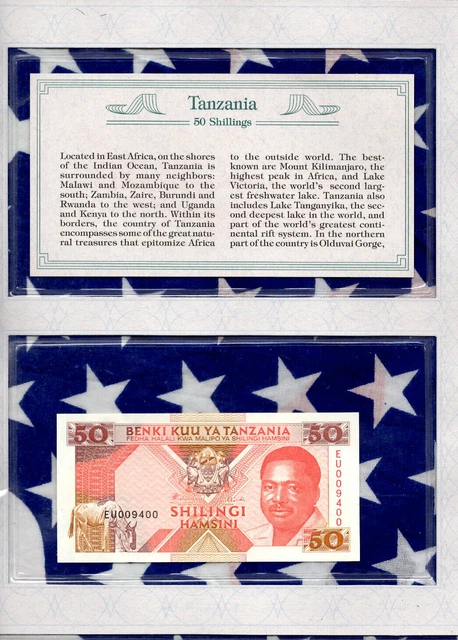 Tanzania
50 Shillings
Located in East Africa, on the shores
of the Indian Ocean, Tanzania is
surrounded by many neighbors:
Malawi and Mozambique to the
south; Zambia, Zaire, Burundi and
Rwanda to the west; and Uganda
and Kenya to the north. Within its
borders, the country of Tanzania
encompasses some of the great natu-
ral treasures that epitomize Africa
to the outside world. The best-
known are Mount Kilimanjaro, the
highest peak in Africa, and Lake
Victoria, the world's second larg-
est freshwater lake. Tanzania also
includes Lake Tanganyika, the sec-
ond deepest lake in the world, and
part of the world's greatest conti-
nental rift system. In the northern
part of the country is Olduvai Gorge,
50 BENKI KUU YA TANZANIA 50
FEDHA HALALI KWA MALIPO YA SHILINGI HAMSINI
EU009400
EU009400
SHILINGI
HAMSINI
50